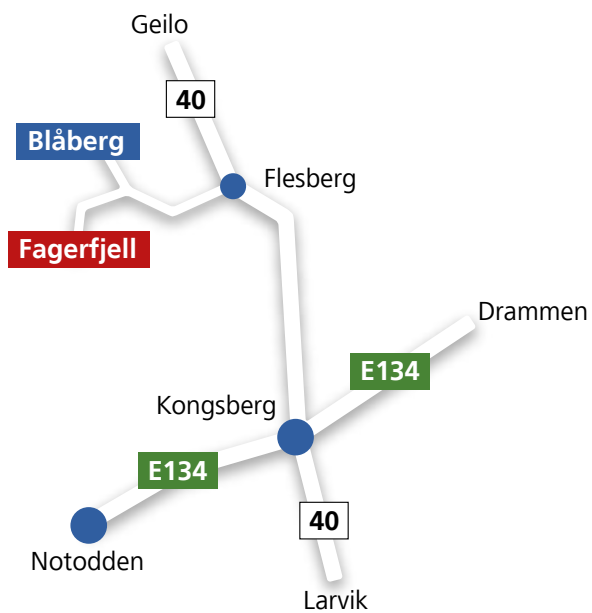 Geilo
40
Blåberg
Flesberg
Fagerfjell
Drammen
E134
Kongsberg
E134
40
Notodden
Larvik